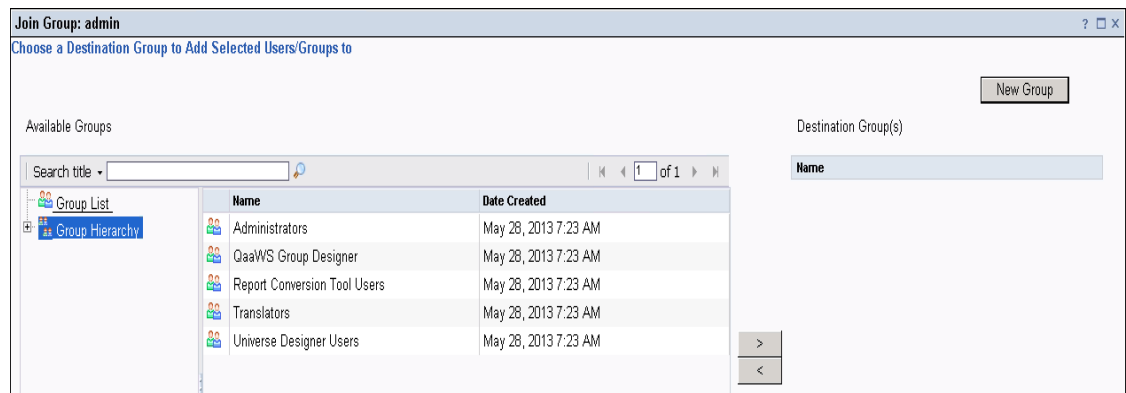 Join Group: admin ? X
Choose a Destination Group to Add Selected Users/Groups to
New Group
Available Groups Destination Group(s)
Search title 1 of 1 Name
Group List Name Date Created
Group Hierarchy Administrators May 28, 2013 7:23 AM
QaaWS Group Designer May 28, 2013 7:23 AM
Report Conversion Tool Users May 28, 2013 7:23 AM
Translators May 28, 2013 7:23 AM
Universe Designer Users May 28, 2013 7:23 AM
>
<